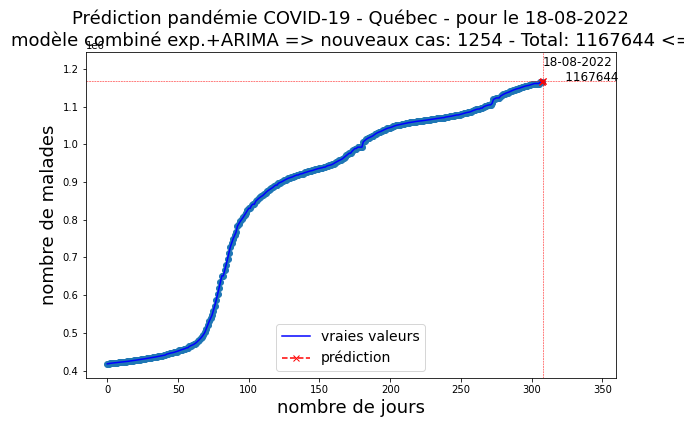 Prédiction pandémie COVID-19 - Québec - pour le 18-08-2022
modèle combiné exp.+ARIMA => nouveaux cas: 1254 - Total: 1167644 <=
1e6
18-08-2022
1167644
1.2
1.1
1.0
0.9
0.8
0.7
0.6
0.5
0.4
nombre de malades
vraies valeurs
prédiction
0 50 100 150 200 250 300 350
nombre de jours